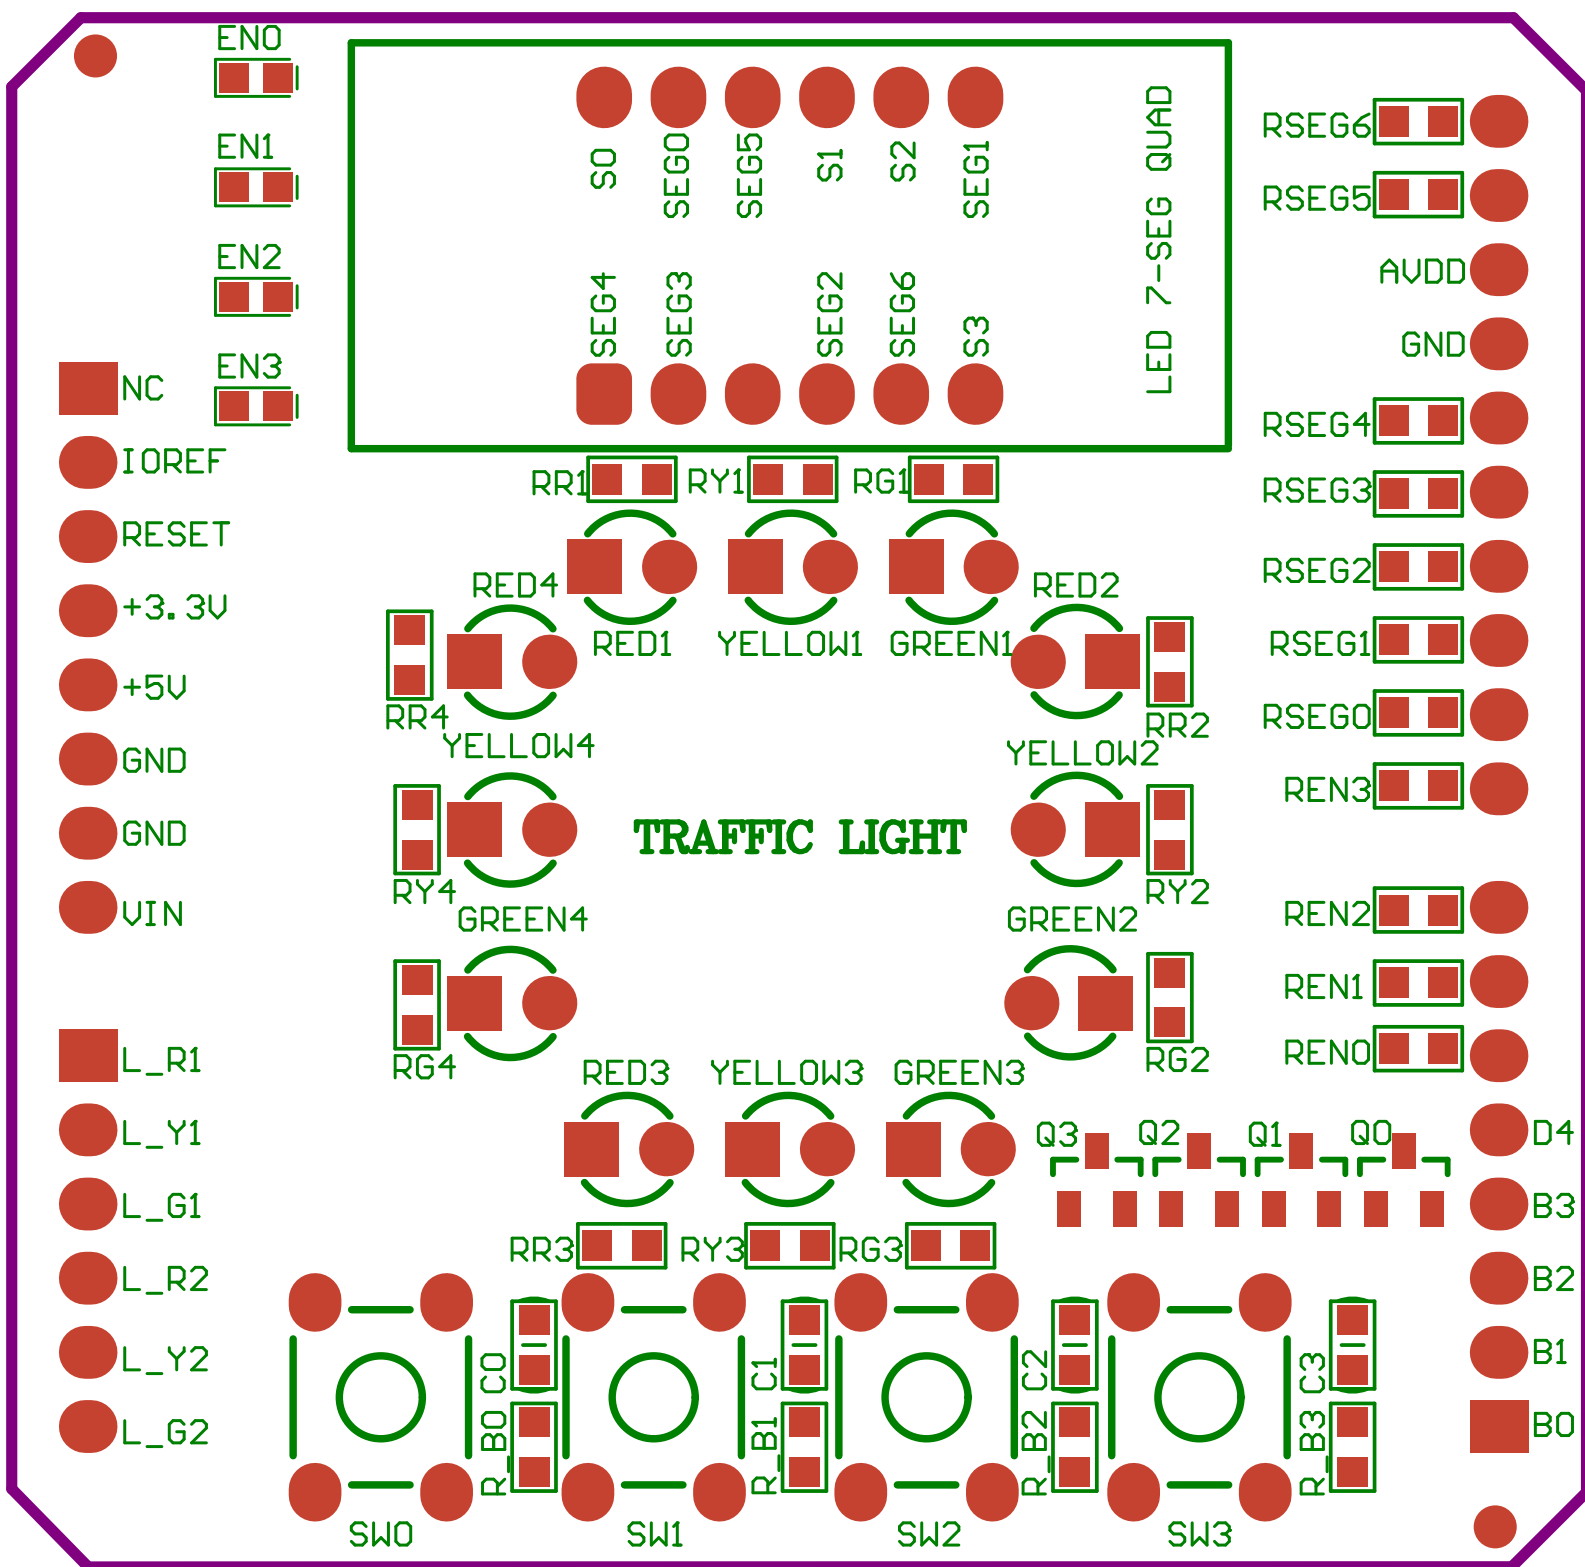 EN0
EN1
EN2
EN3
S0
SEG0
SEG5
S1
S2
SEG1
SEG4
SEG3
SEG2
SEG6
S3
LED 7-SEG QUAD
RSEG6
RSEG5
AVDD
GND
RSEG4
RSEG3
RSEG2
RSEG1
RSEG0
REN3
REN2
REN1
REN0
NC
IOREF
RESET
+3.3V
+5V
GND
GND
VIN
RR1
RY1
RG1
RED4
RED1
YELLOW1
GREEN1
RED2
RR4
RR2
YELLOW4
YELLOW2
TRAFFIC LIGHT
RY4
RY2
GREEN4
GREEN2
RG4
RG2
RED3
YELLOW3
GREEN3
L_R1
L_Y1
L_G1
L_R2
L_Y2
L_G2
Q3
Q2
Q1
Q0
D4
B3
B2
B1
B0
RR3
RY3
RG3
C0
C1
C2
C3
R_B0
R_B1
R_B2
R_B3
SW0
SW1
SW2
SW3